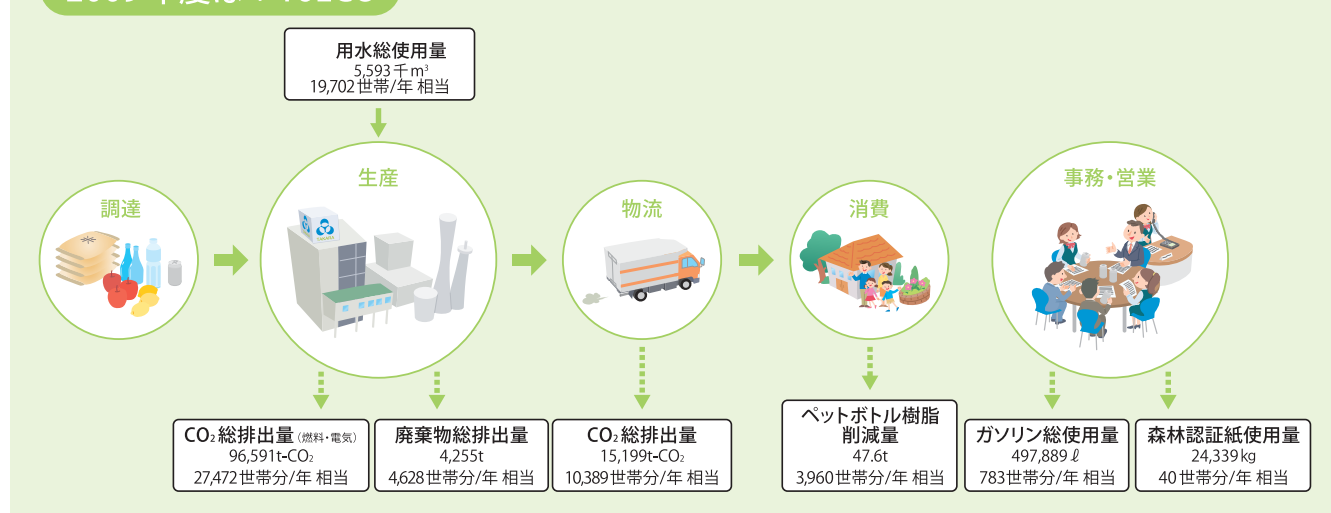 用水総使用量
5,593千m³
19,702世帯/年 相当
調達
生産
物流
消費
事務・営業
CO₂総排出量(燃料・電気)
96,591t-CO₂
27,472世帯分/年 相当
廃棄物総排出量
4,255t
4,628世帯分/年 相当
CO₂総排出量
15,199t-CO₂
10,389世帯分/年 相当
ペットボトル樹脂
削減量
47.6t
3,960世帯分/年 相当
ガソリン総使用量
497,889ℓ
783世帯分/年 相当
森林認証紙使用量
24,339kg
40世帯分/年 相当